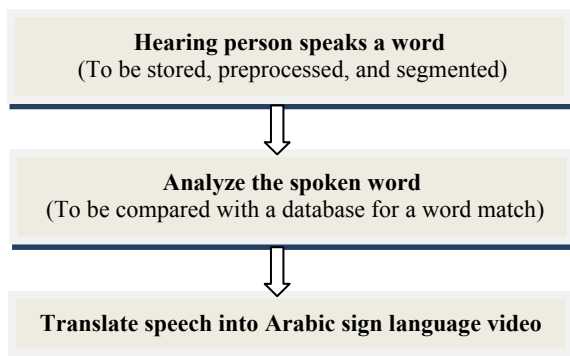 Hearing person speaks a word
(To be stored, preprocessed, and segmented)
Analyze the spoken word
(To be compared with a database for a word match)
Translate speech into Arabic sign language video